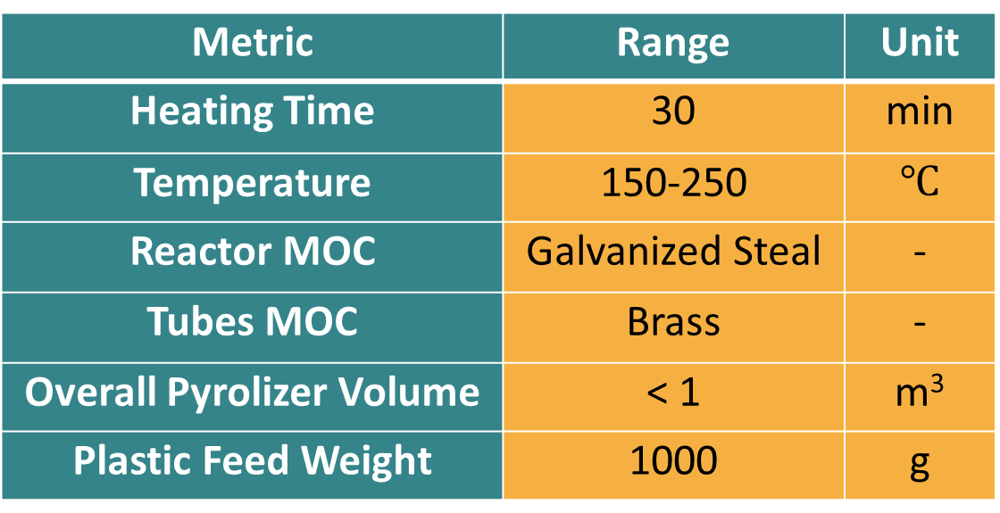 Metric Range Unit
Heating Time 30 min
Temperature 150-250 °C
Reactor MOC Galvanized Steal -
Tubes MOC Brass -
Overall Pyrolizer Volume < 1 m³
Plastic Feed Weight 1000 g